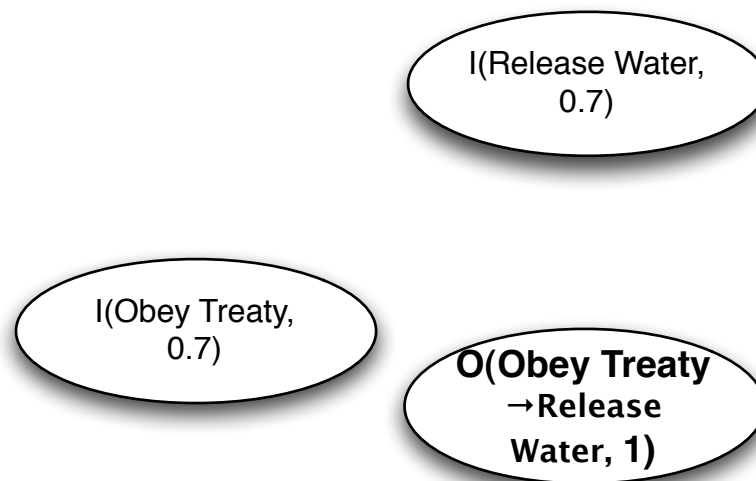 I(Release Water,
0.7)
I(Obey Treaty,
0.7)
O(Obey Treaty
→Release
Water, 1)